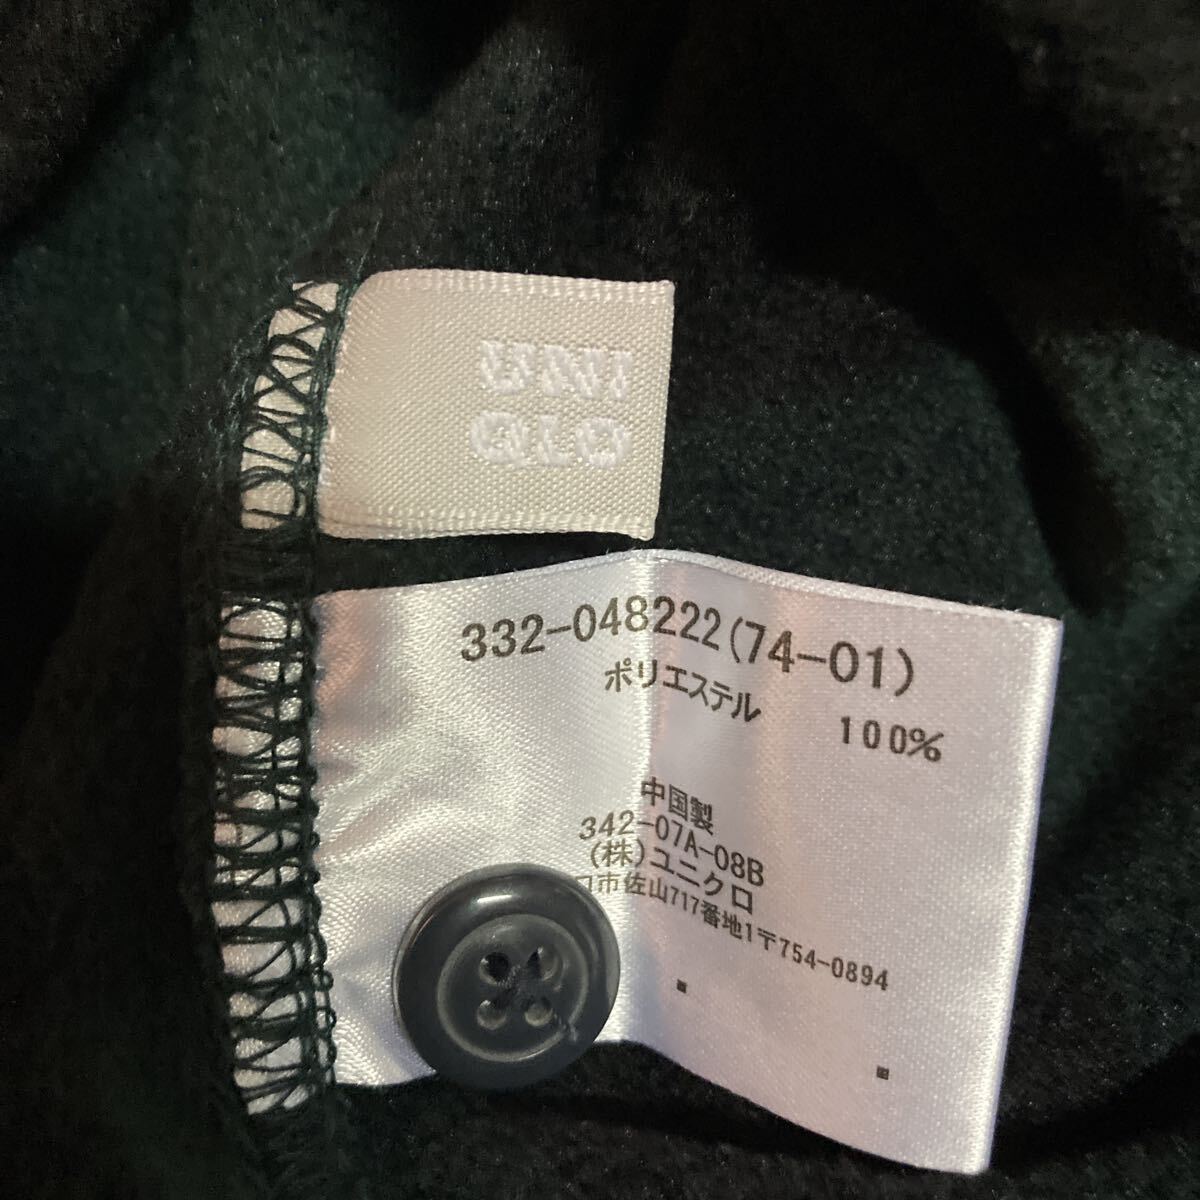 UNI
QLO
332-048222(74-01)
ポリエステル 100%
中国製
342-07A-08B
(株)ユニクロ
口市佐山717番地1〒754-0894